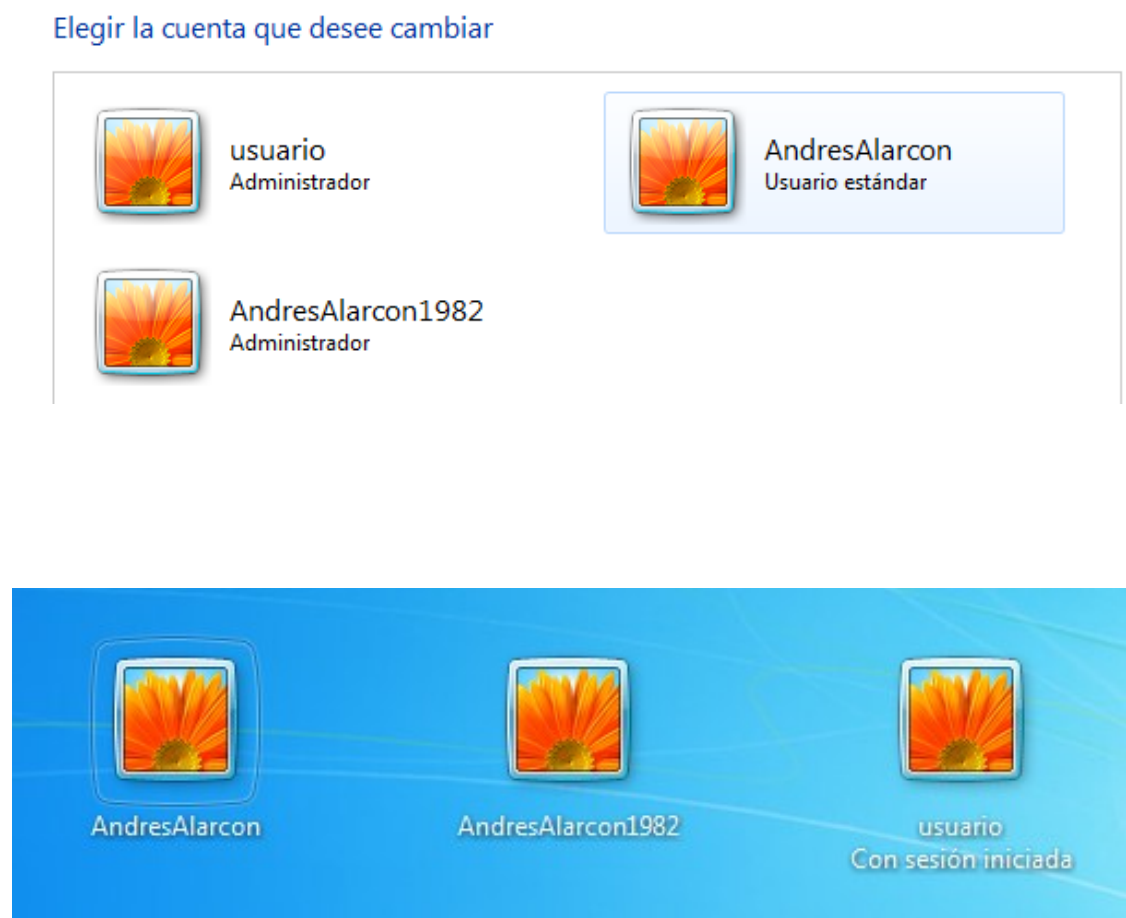 Elegir la cuenta que desee cambiar
usuario
Administrador
AndresAlarcon
Usuario estándar
AndresAlarcon1982
Administrador
AndresAlarcon
AndresAlarcon1982
usuario
Con sesión iniciada